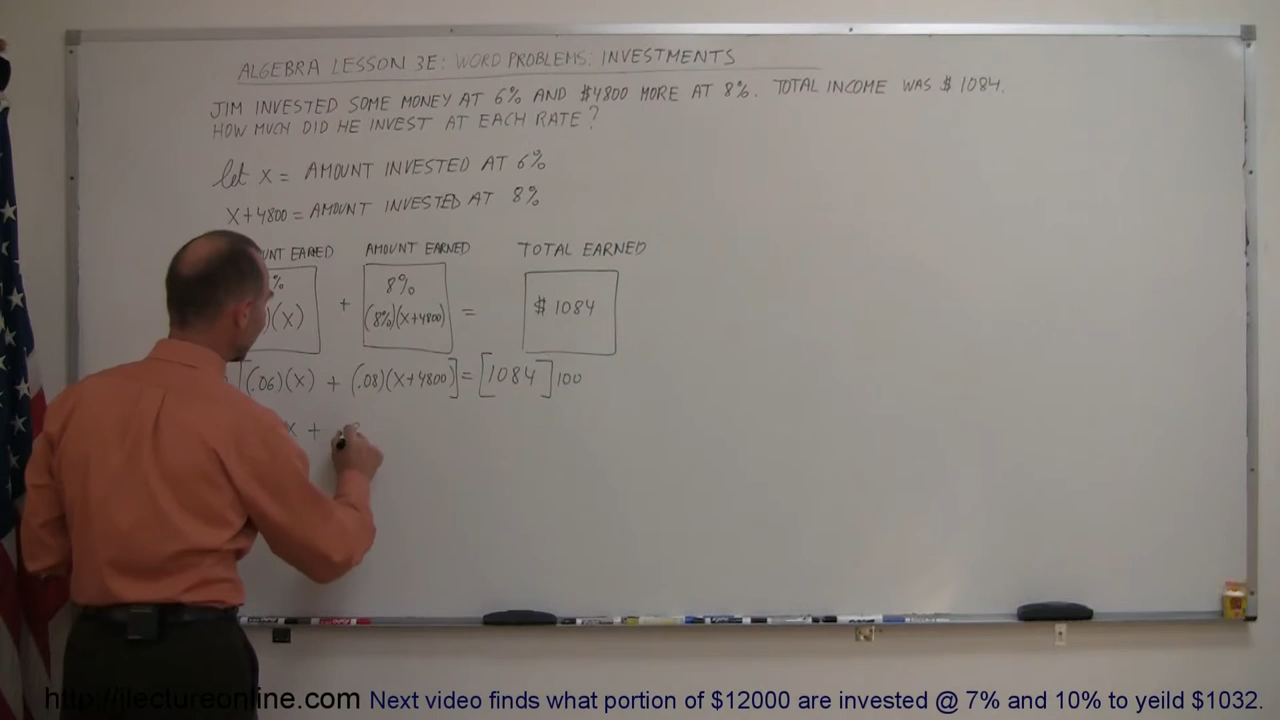 ALGEBRA LESSON 3E: WORD PROBLEMS: INVESTMENTS
JIM INVESTED SOME MONEY AT 6% AND $4800 MORE AT 8%. TOTAL INCOME WAS $ 1084.
HOW MUCH DID HE INVEST AT EACH RATE?
let x = AMOUNT INVESTED AT 6%
X+4800 = AMOUNT INVESTED AT 8%
EARNED AMOUNT EARNED TOTAL EARNED
% 8%
)(X) + (8%)(X+4800) = $ 1084
[(.06)(X) + (.08)(X+4800)] = [1084]100
X +
http://ilectureonline.com Next video finds what portion of $12000 are invested @ 7% and 10% to yeild $1032.